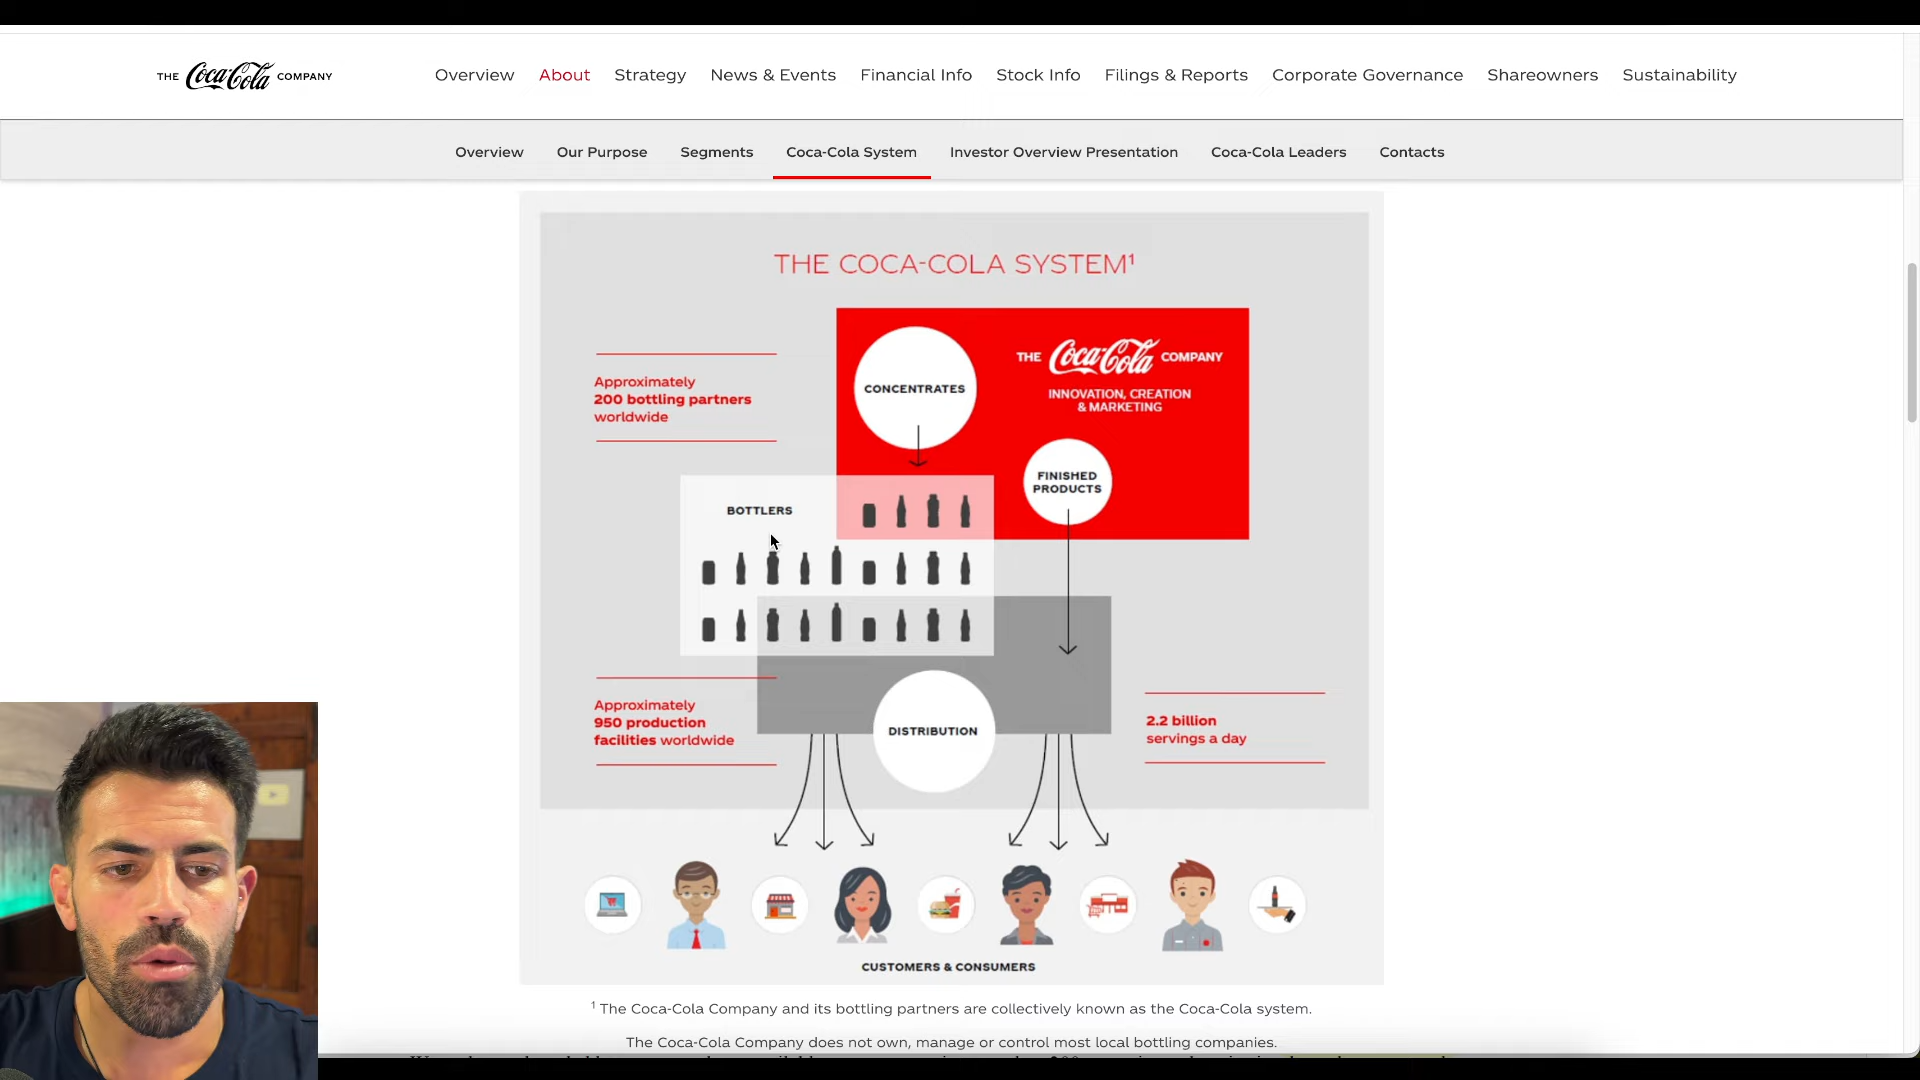 THE Coca-Cola COMPANY
Overview About Strategy News & Events Financial Info Stock Info Filings & Reports Corporate Governance Shareowners Sustainability
Overview Our Purpose Segments Coca-Cola System Investor Overview Presentation Coca-Cola Leaders Contacts
THE COCA-COLA SYSTEM¹
CONCENTRATES
THE Coca-Cola COMPANY
INNOVATION, CREATION
& MARKETING
Approximately
200 bottling partners
worldwide
FINISHED
PRODUCTS
BOTTLERS
Approximately
950 production
facilities worldwide
DISTRIBUTION
2.2 billion
servings a day
CUSTOMERS & CONSUMERS
¹ The Coca-Cola Company and its bottling partners are collectively known as the Coca-Cola system.
The Coca-Cola Company does not own, manage or control most local bottling companies.